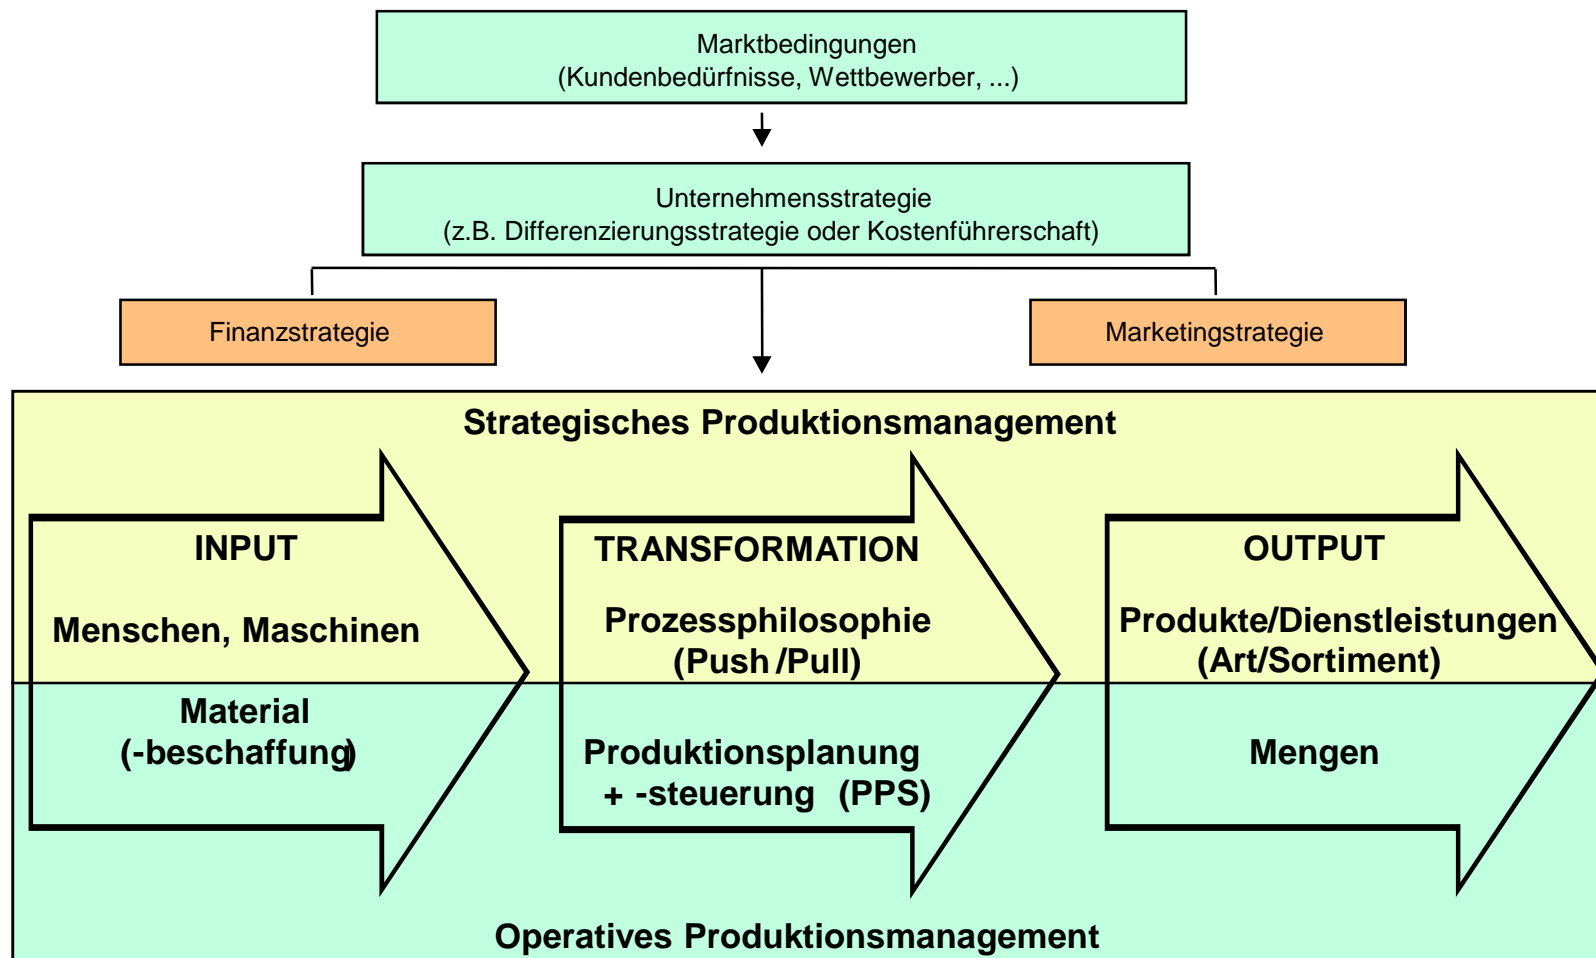 Marktbedingungen
(Kundenbedürfnisse, Wettbewerber, ...)
Unternehmensstrategie
(z.B. Differenzierungsstrategie oder Kostenführerschaft)
Finanzstrategie
Marketingstrategie
Strategisches Produktionsmanagement
INPUT
Menschen, Maschinen
Material
(-beschaffung)
TRANSFORMATION
Prozessphilosophie
(Push /Pull)
Produktionsplanung
+ -steuerung (PPS)
OUTPUT
Produkte/Dienstleistungen
(Art/Sortiment)
Mengen
Operatives Produktionsmanagement